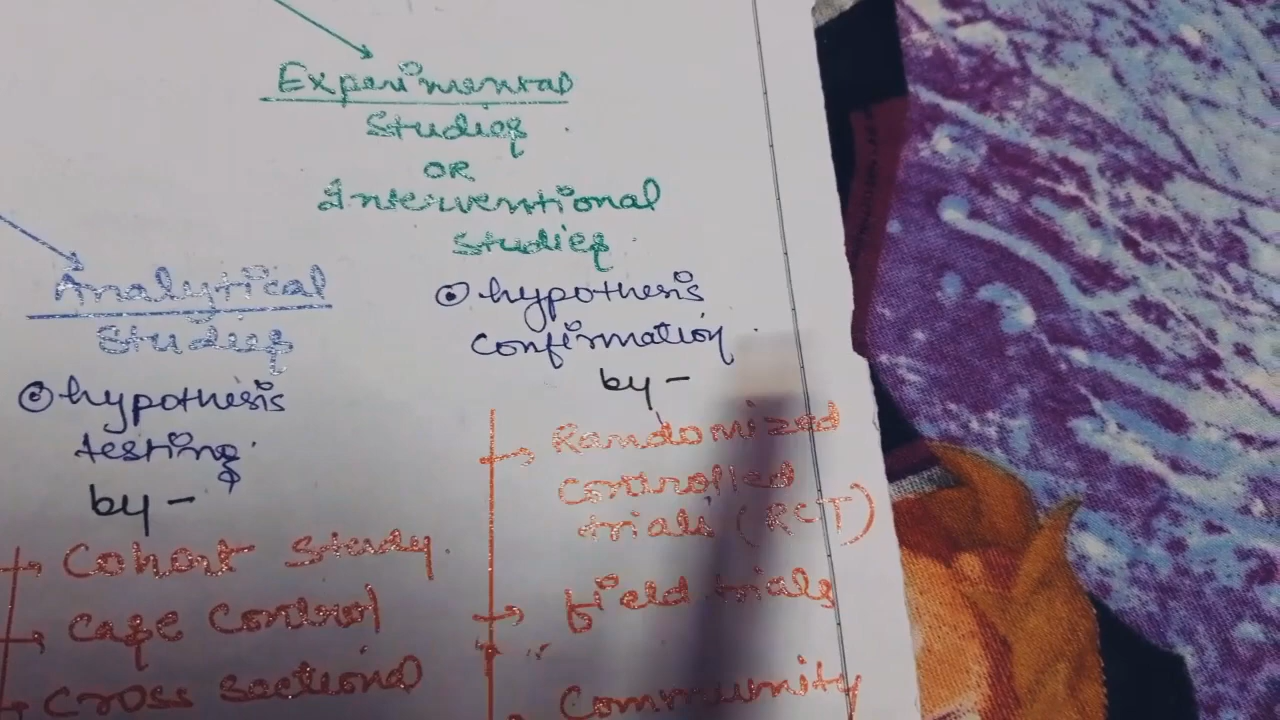 Experimental
Studies
OR
Interventional
Studies
hypothesis
confirmation
by -
Randomized
controlled
trials (RCT)
field trials
Community
Analytical
Studies
hypothesis
testing
by -
Cohort study
Case control
Cross sectional